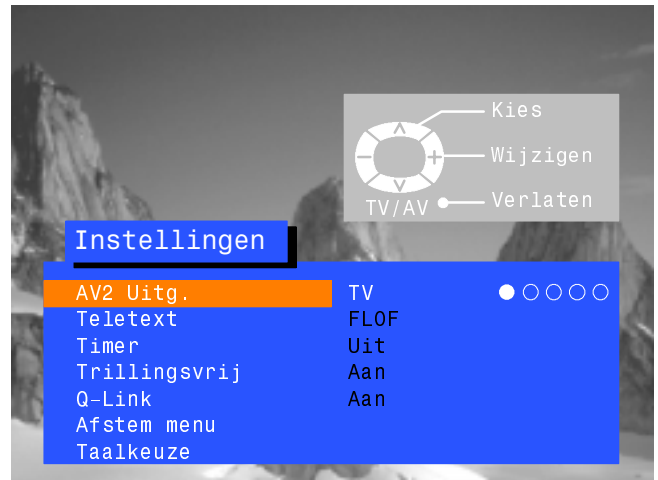 Kies
Wijzigen
TV/AV Verlaten
Instellingen
AV2 Uitg. TV
Teletext FLOF
Timer Uit
Trillingsvrij Aan
Q-Link Aan
Afstem menu
Taalkeuze